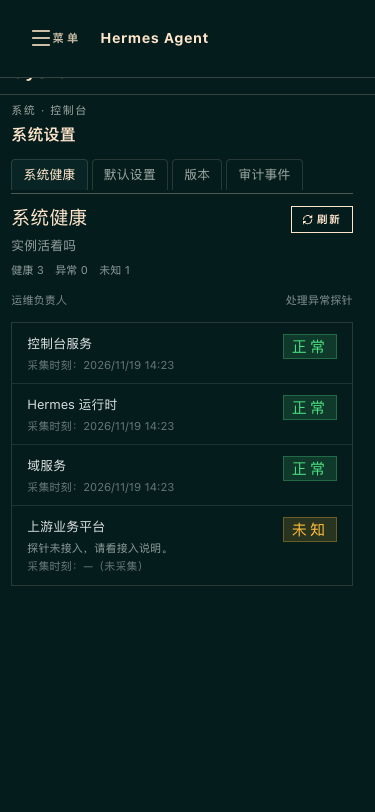 菜单
Hermes Agent
系统 · 控制台
系统设置
系统健康
默认设置
版本
审计事件
系统健康
刷新
实例活着吗
健康 3 异常 0 未知 1
运维负责人
处理异常探针
控制台服务
正常
采集时刻：2026/11/19 14:23
Hermes 运行时
正常
采集时刻：2026/11/19 14:23
域服务
正常
采集时刻：2026/11/19 14:23
上游业务平台
未知
探针未接入，请看接入说明。
采集时刻：—（未采集）